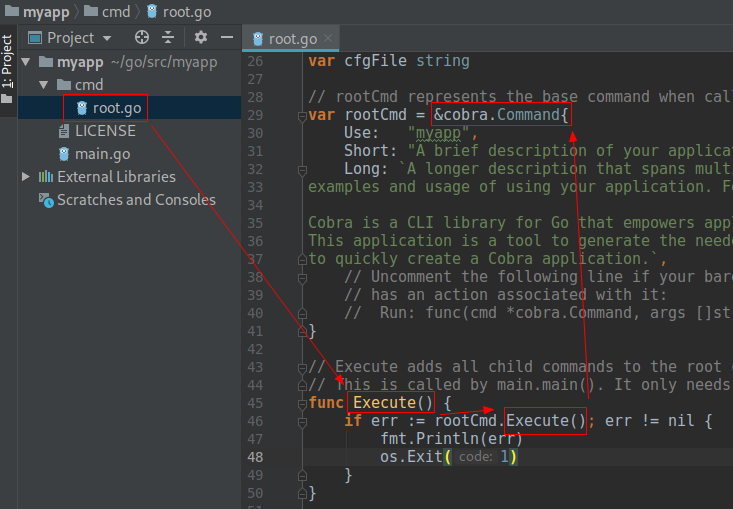 myapp 〉 cmd 〉 root.go
1: Project
Project
myapp ~/go/src/myapp
cmd
root.go
LICENSE
main.go
External Libraries
Scratches and Consoles
root.go
26 var cfgFile string
27
28 // rootCmd represents the base command when cal
29 var rootCmd = &cobra.Command{
30 Use: "myapp",
31 Short: "A brief description of your applicat
32 Long: `A longer description that spans mult
33 examples and usage of using your application. Fo
34
35 Cobra is a CLI library for Go that empowers appl
36 This application is a tool to generate the neede
37 to quickly create a Cobra application.`,
38 // Uncomment the following line if your bare
39 // has an action associated with it:
40 // Run: func(cmd *cobra.Command, args []st
41 }
42
43 // Execute adds all child commands to the root c
44 // This is called by main.main(). It only needs
45 func Execute() {
46 if err := rootCmd.Execute(); err != nil {
47 fmt.Println(err)
48 os.Exit( code: 1)
49 }
50 }